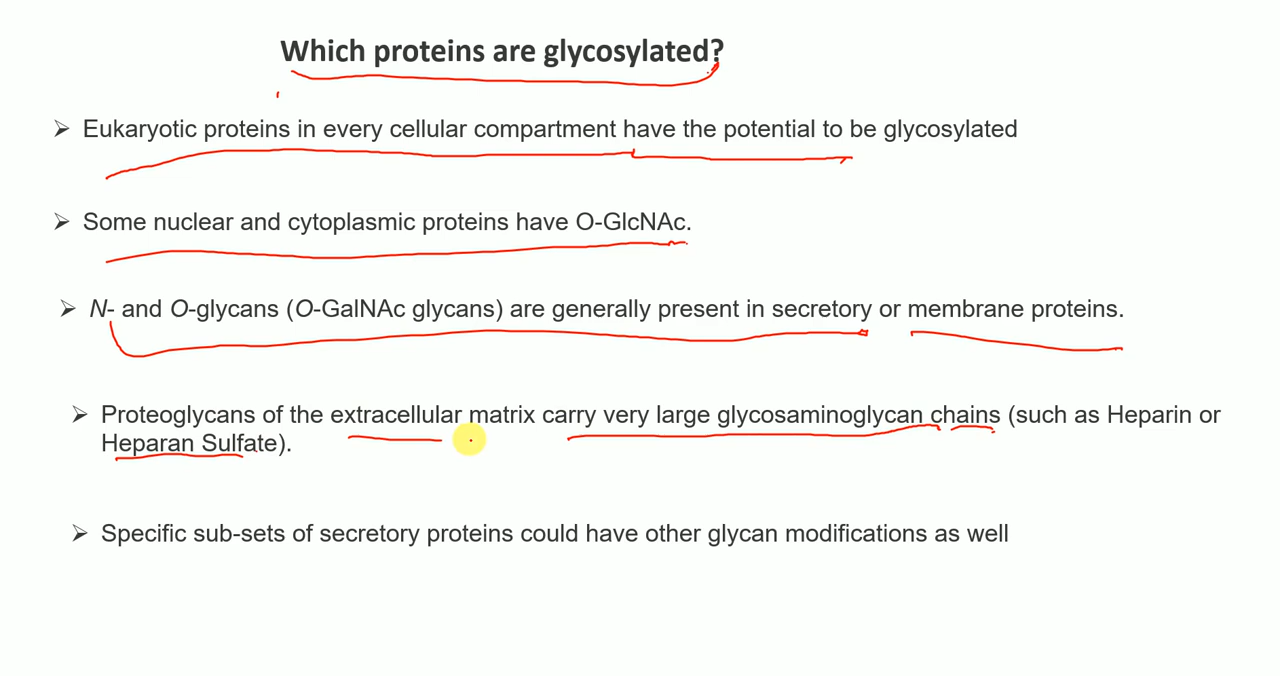 Which proteins are glycosylated?
➢ Eukaryotic proteins in every cellular compartment have the potential to be glycosylated
➢ Some nuclear and cytoplasmic proteins have O-GlcNAc.
➢ N- and O-glycans (O-GalNAc glycans) are generally present in secretory or membrane proteins.
➢ Proteoglycans of the extracellular matrix carry very large glycosaminoglycan chains (such as Heparin or
Heparan Sulfate).
➢ Specific sub-sets of secretory proteins could have other glycan modifications as well